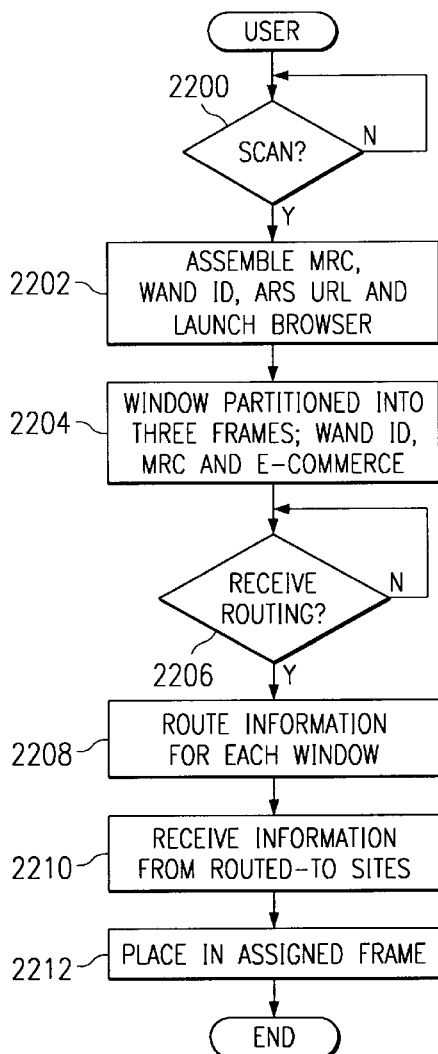 USER
2200
SCAN?
N
Y
2202
ASSEMBLE MRC,
WAND ID, ARS URL AND
LAUNCH BROWSER
2204
WINDOW PARTITIONED INTO
THREE FRAMES; WAND ID,
MRC AND E-COMMERCE
RECEIVE
ROUTING?
N
2206
Y
2208
ROUTE INFORMATION
FOR EACH WINDOW
2210
RECEIVE INFORMATION
FROM ROUTED-TO SITES
2212
PLACE IN ASSIGNED FRAME
END